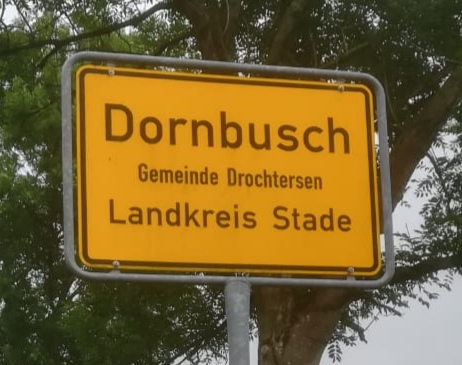 Dornbusch
Gemeinde Drochtersen
Landkreis Stade